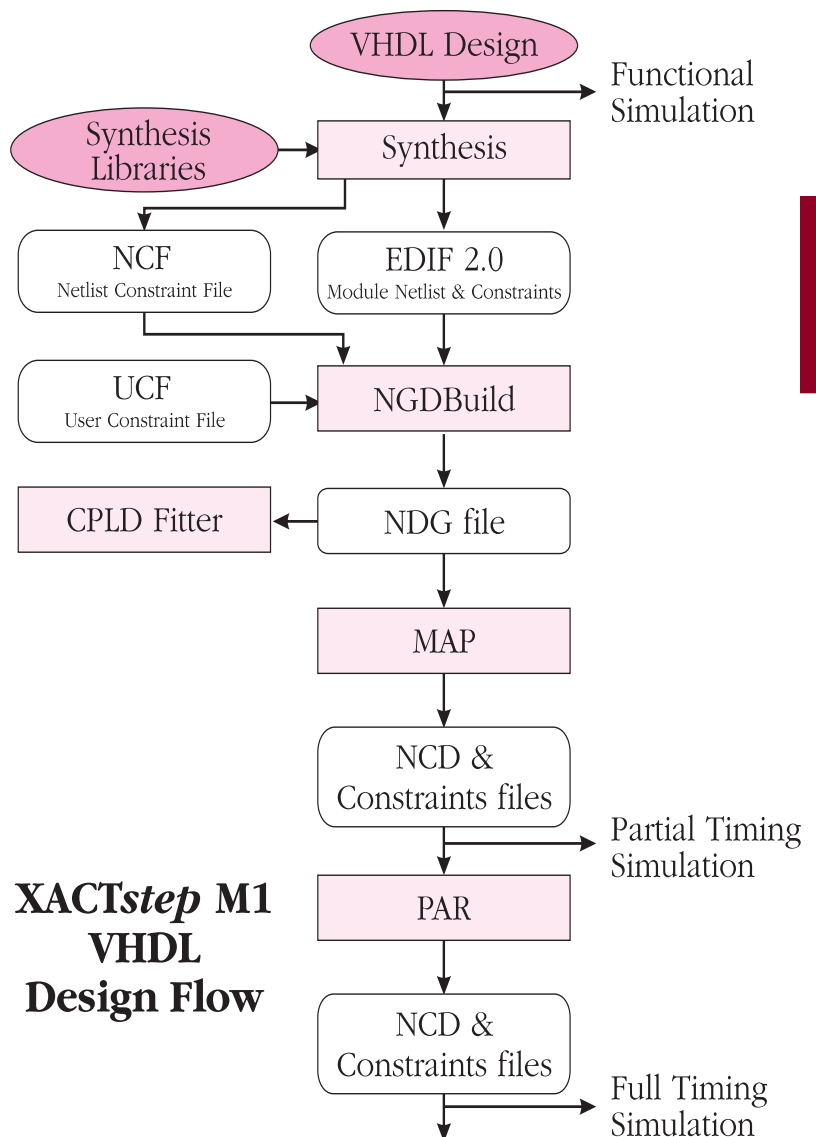 VHDL Design
Functional
Simulation
Synthesis
Libraries
Synthesis
NCF
Netlist Constraint File
EDIF 2.0
Module Netlist & Constraints
UCF
User Constraint File
NGDBuild
CPLD Fitter
NDG file
MAP
NCD &
Constraints files
Partial Timing
Simulation
PAR
XACTstep M1
VHDL
Design Flow
NCD &
Constraints files
Full Timing
Simulation